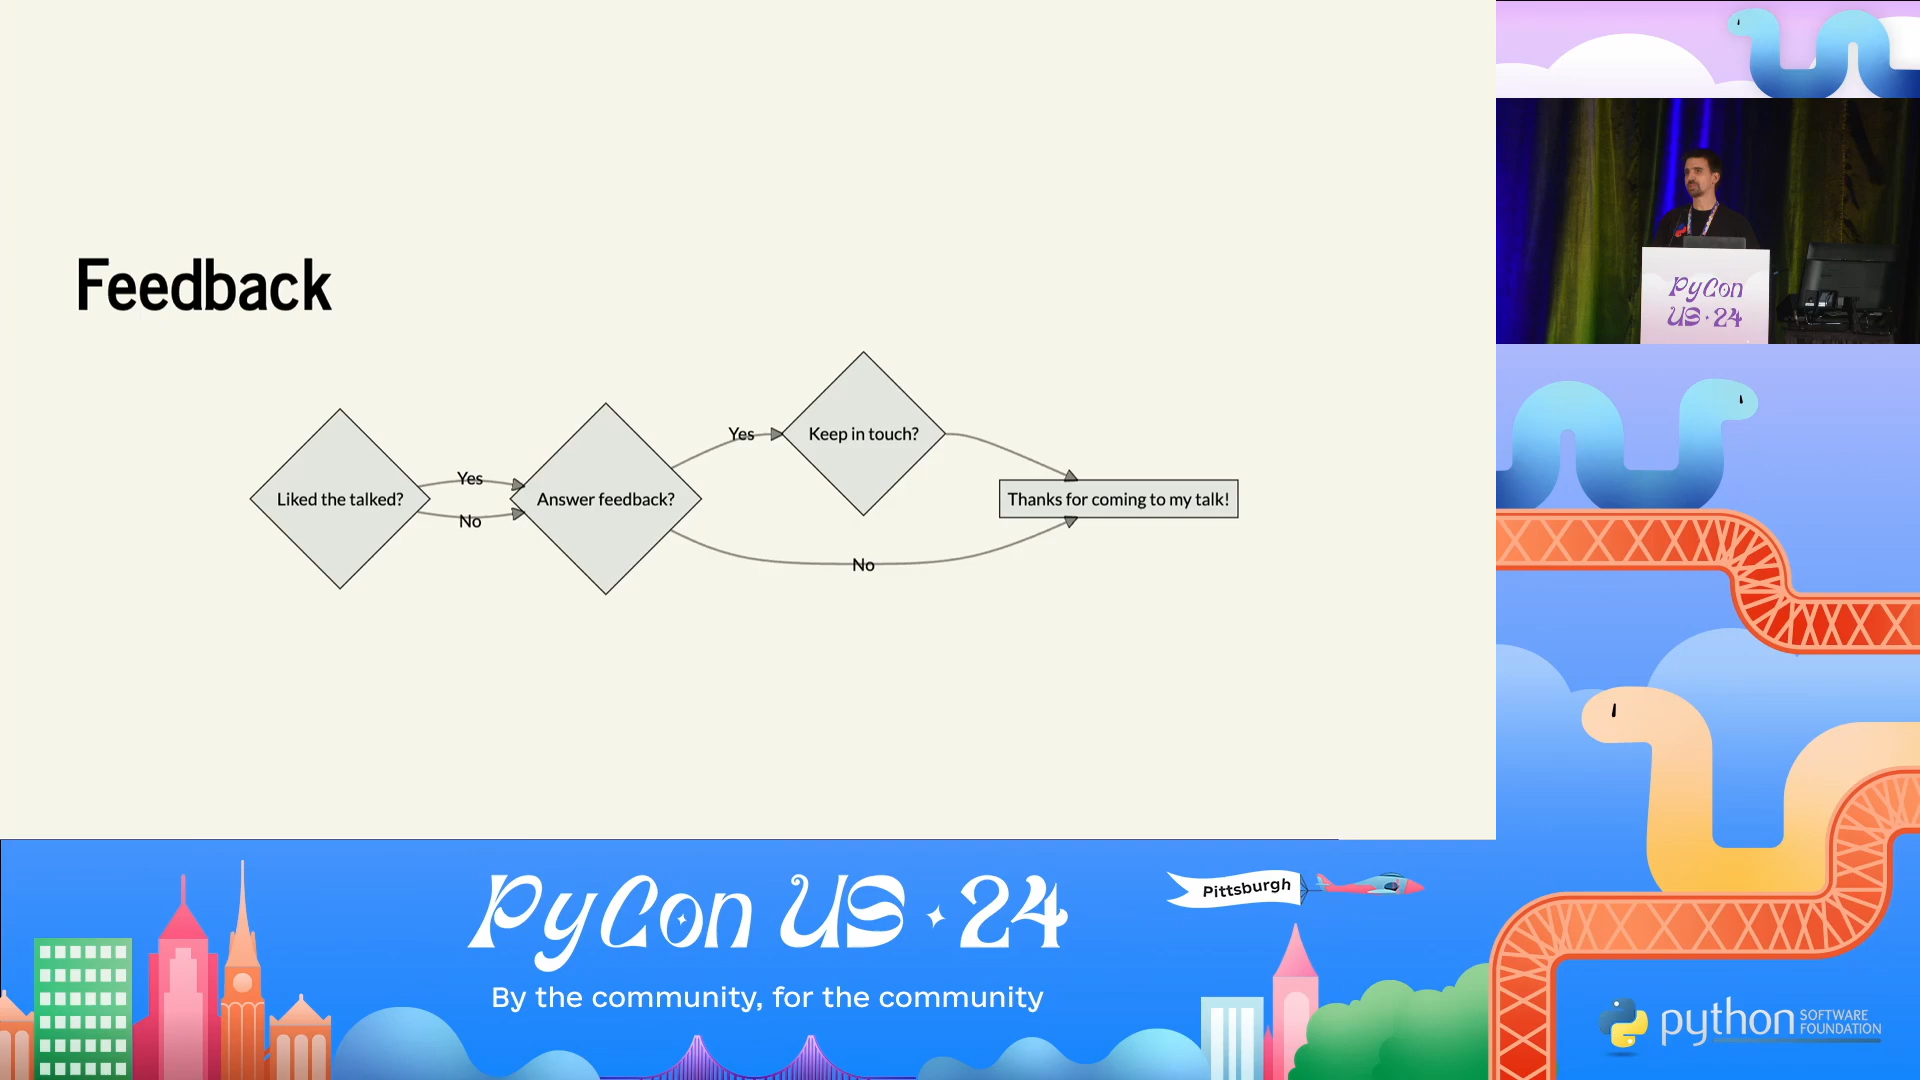 Feedback
Liked the talked?
Yes
No
Answer feedback?
Yes
No
Keep in touch?
Thanks for coming to my talk!
PyCon
US · 24
PyCon US · 24
By the community, for the community
Pittsburgh
python
SOFTWARE
FOUNDATION